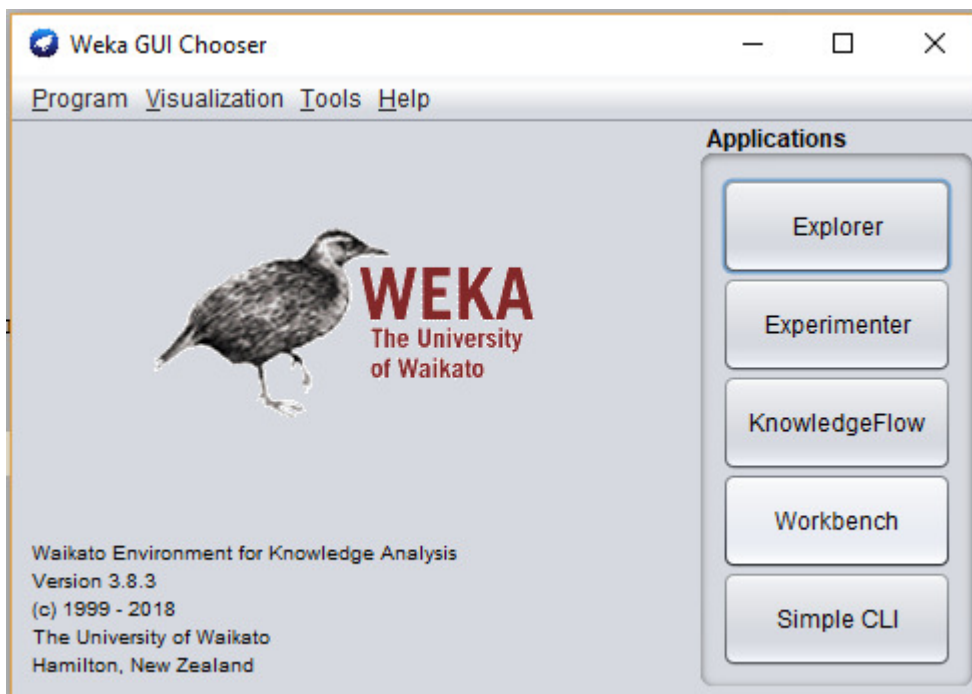 Weka GUI Chooser
Program Visualization Tools Help
Applications
Explorer
Experimenter
KnowledgeFlow
Workbench
Simple CLI
WEKA
The University
of Waikato
Waikato Environment for Knowledge Analysis
Version 3.8.3
(c) 1999 - 2018
The University of Waikato
Hamilton, New Zealand